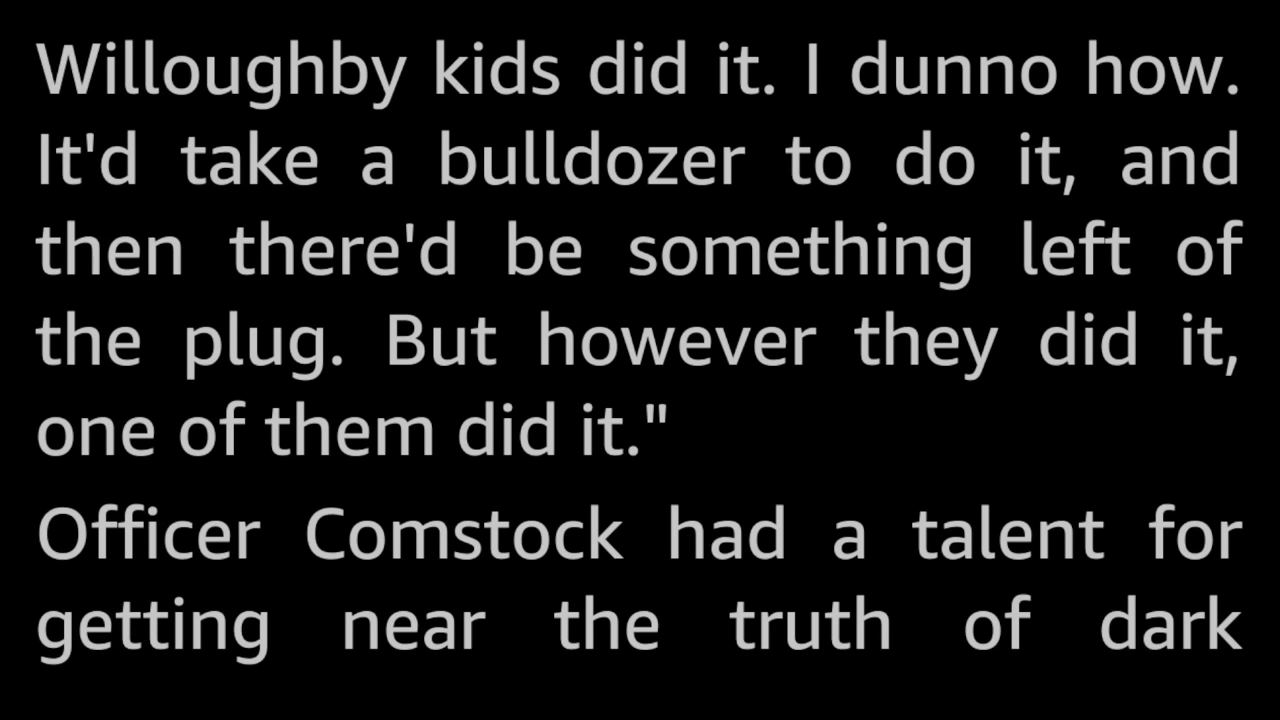 Willoughby kids did it. I dunno how.
It'd take a bulldozer to do it, and
then there'd be something left of
the plug. But however they did it,
one of them did it."
Officer Comstock had a talent for
getting near the truth of dark